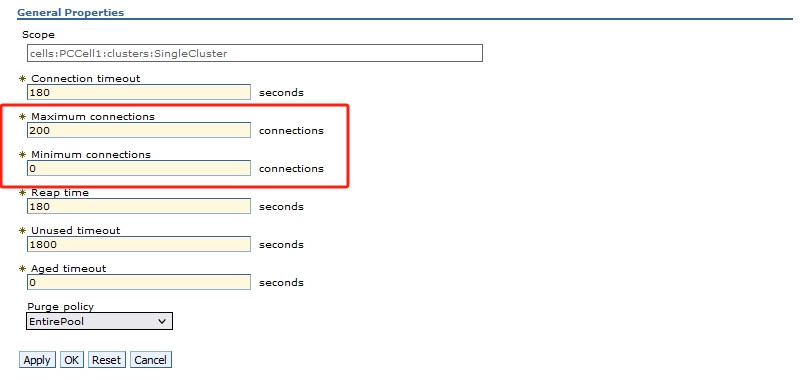 General Properties
Scope
cells:PCCell1:clusters:SingleCluster
✶ Connection timeout
180 seconds
✶ Maximum connections
200 connections
✶ Minimum connections
0 connections
✶ Reap time
180 seconds
✶ Unused timeout
1800 seconds
✶ Aged timeout
0 seconds
Purge policy
EntirePool
Apply OK Reset Cancel